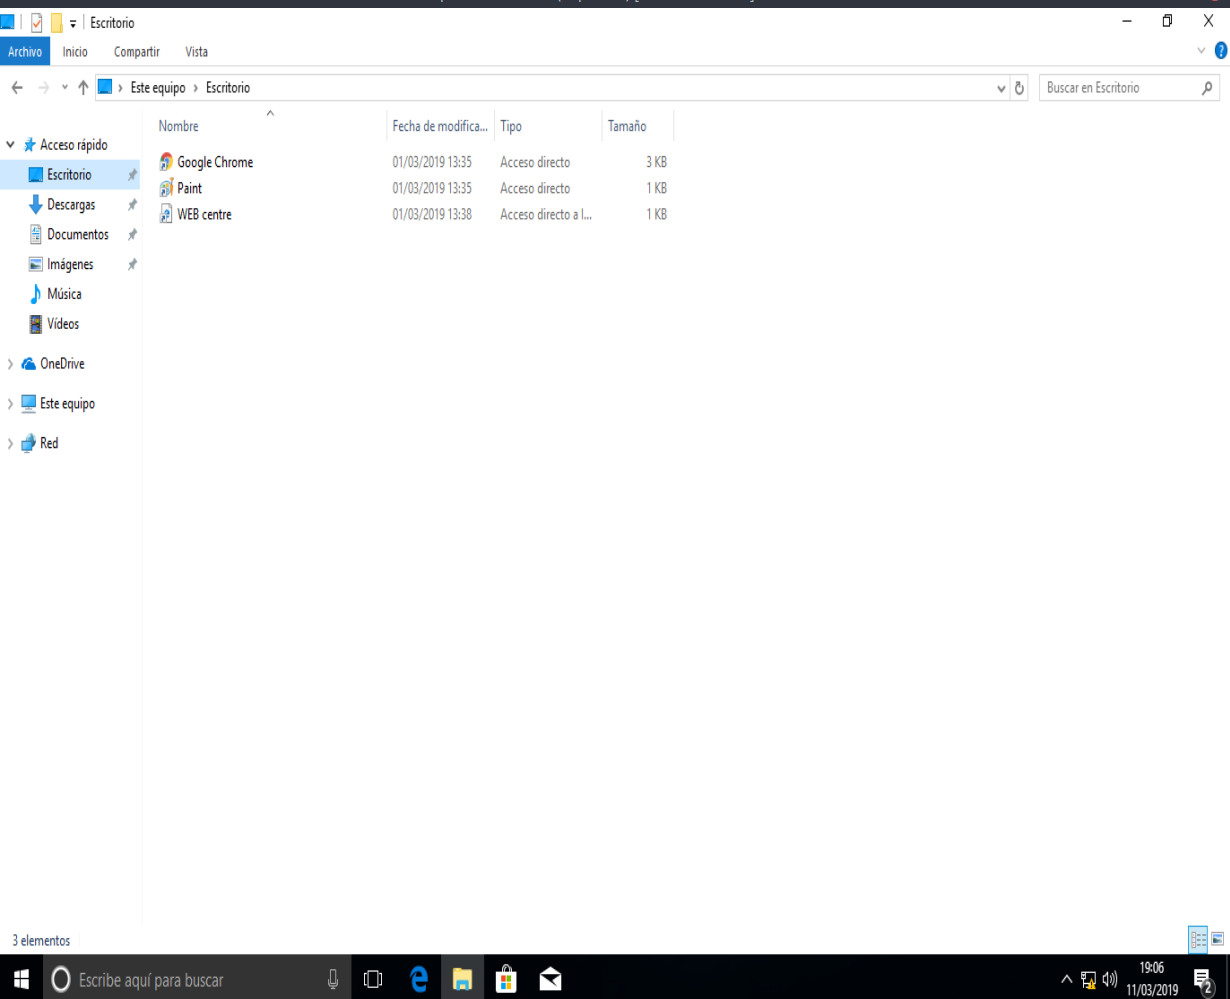 Escritorio
Archivo Inicio Compartir Vista
Este equipo > Escritorio
Buscar en Escritorio
Nombre Fecha de modifica... Tipo Tamaño
Acceso rápido
Escritorio
Descargas
Documentos
Imágenes
Música
Vídeos
OneDrive
Este equipo
Red
Google Chrome 01/03/2019 13:35 Acceso directo 3 KB
Paint 01/03/2019 13:35 Acceso directo 1 KB
WEB centre 01/03/2019 13:38 Acceso directo a I... 1 KB
3 elementos
Escribe aquí para buscar
19:06
11/03/2019
2